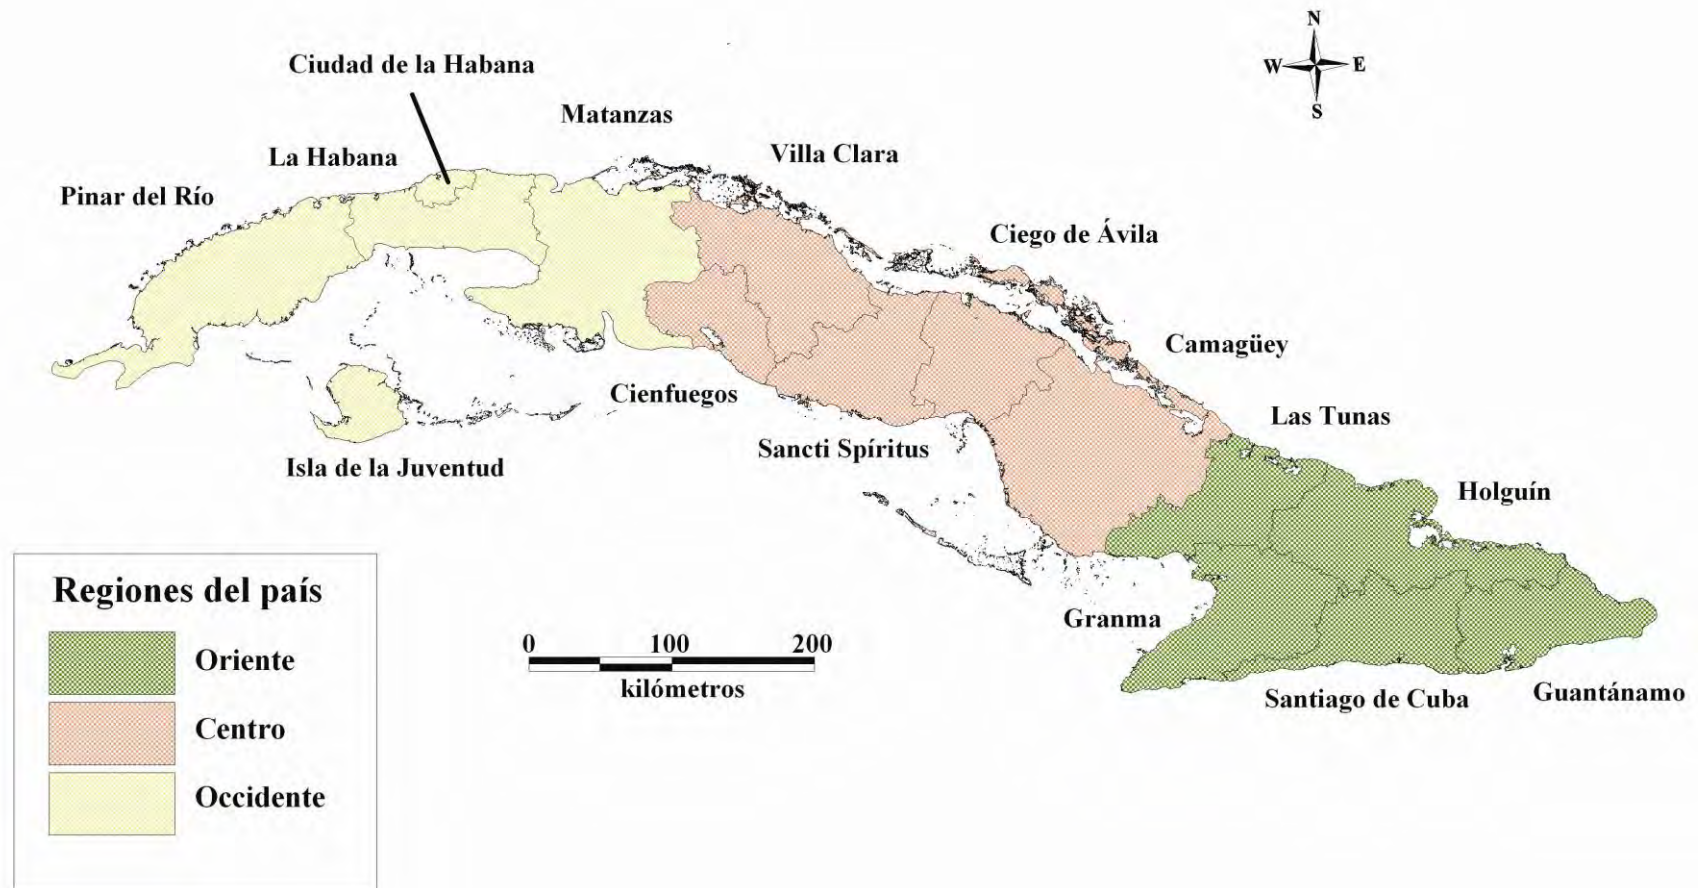 N
W E
S
Ciudad de la Habana
Matanzas
La Habana
Villa Clara
Pinar del Río
Ciego de Ávila
Camagüey
Cienfuegos
Las Tunas
Sancti Spíritus
Isla de la Juventud
Holguín
Granma
Santiago de Cuba
Guantánamo
Regiones del país
Oriente
Centro
Occidente
0 100 200
kilómetros